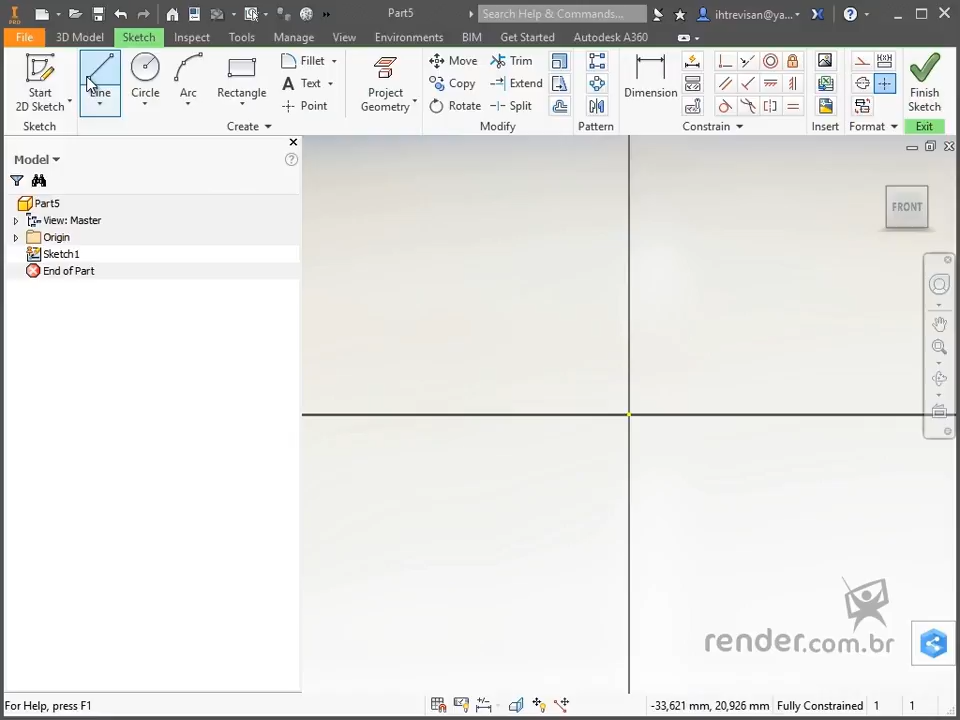 PRO
Part5
Search Help & Commands...
ihtrevisan@ya...
File
3D Model
Sketch
Inspect
Tools
Manage
View
Environments
BIM
Get Started
Autodesk A360
Start
2D Sketch
Line
Circle
Arc
Rectangle
Fillet
Text
Point
Project
Geometry
Move
Copy
Rotate
Trim
Extend
Split
Dimension
Finish
Sketch
Sketch
Create
Modify
Pattern
Constrain
Insert
Format
Exit
Model
Part5
View: Master
Origin
Sketch1
End of Part
FRONT
render.com.br
For Help, press F1
-33,621 mm, 20,926 mm
Fully Constrained
1
1